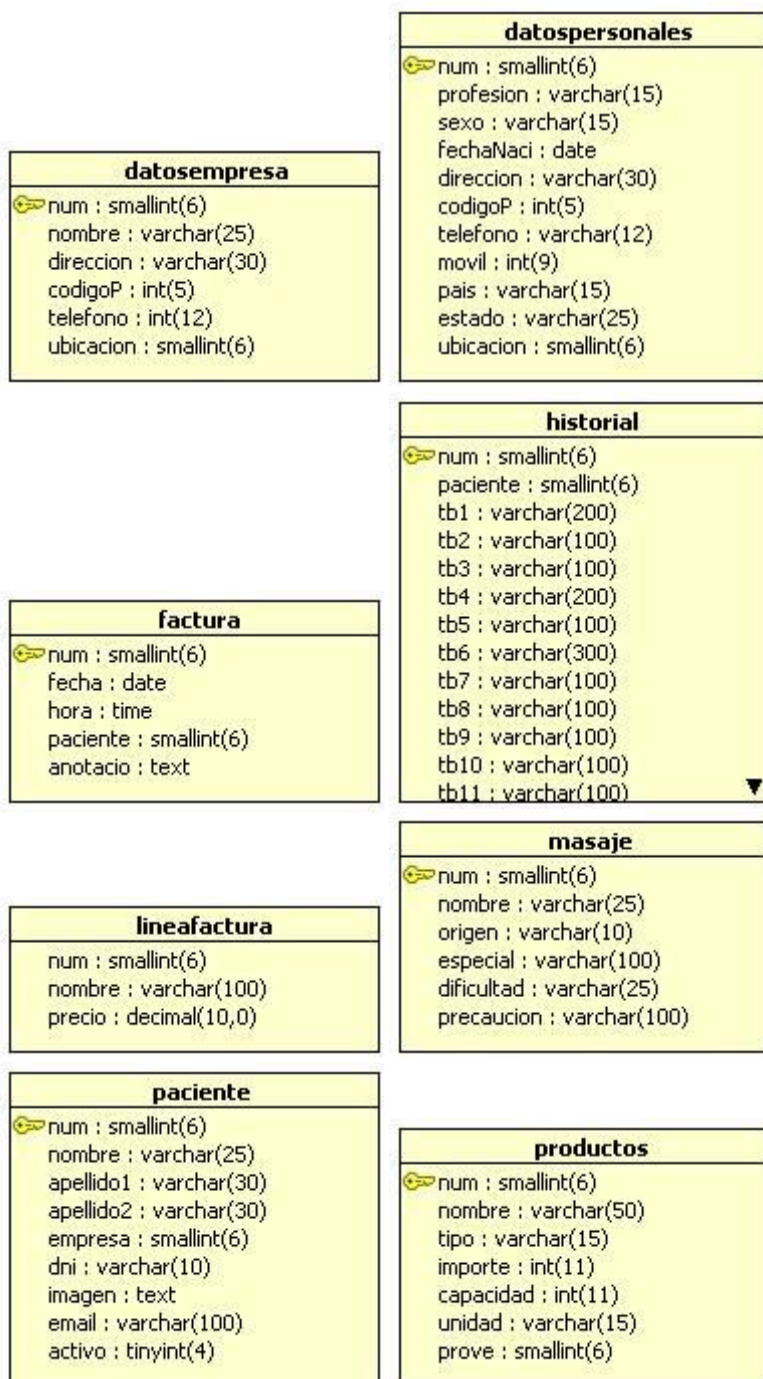 datosempresa
num : smallint(6)
nombre : varchar(25)
direccion : varchar(30)
codigoP : int(5)
telefono : int(12)
ubicacion : smallint(6)
datospersonales
num : smallint(6)
profesion : varchar(15)
sexo : varchar(15)
fechaNaci : date
direccion : varchar(30)
codigoP : int(5)
telefono : varchar(12)
movil : int(9)
pais : varchar(15)
estado : varchar(25)
ubicacion : smallint(6)
factura
num : smallint(6)
fecha : date
hora : time
paciente : smallint(6)
anotacio : text
historial
num : smallint(6)
paciente : smallint(6)
tb1 : varchar(200)
tb2 : varchar(100)
tb3 : varchar(100)
tb4 : varchar(200)
tb5 : varchar(100)
tb6 : varchar(300)
tb7 : varchar(100)
tb8 : varchar(100)
tb9 : varchar(100)
tb10 : varchar(100)
tb11 : varchar(100)
lineafactura
num : smallint(6)
nombre : varchar(100)
precio : decimal(10,0)
masaje
num : smallint(6)
nombre : varchar(25)
origen : varchar(10)
especial : varchar(100)
dificultad : varchar(25)
precaucion : varchar(100)
paciente
num : smallint(6)
nombre : varchar(25)
apellido1 : varchar(30)
apellido2 : varchar(30)
empresa : smallint(6)
dni : varchar(10)
imagen : text
email : varchar(100)
activo : tinyint(4)
productos
num : smallint(6)
nombre : varchar(50)
tipo : varchar(15)
importe : int(11)
capacidad : int(11)
unidad : varchar(15)
prove : smallint(6)